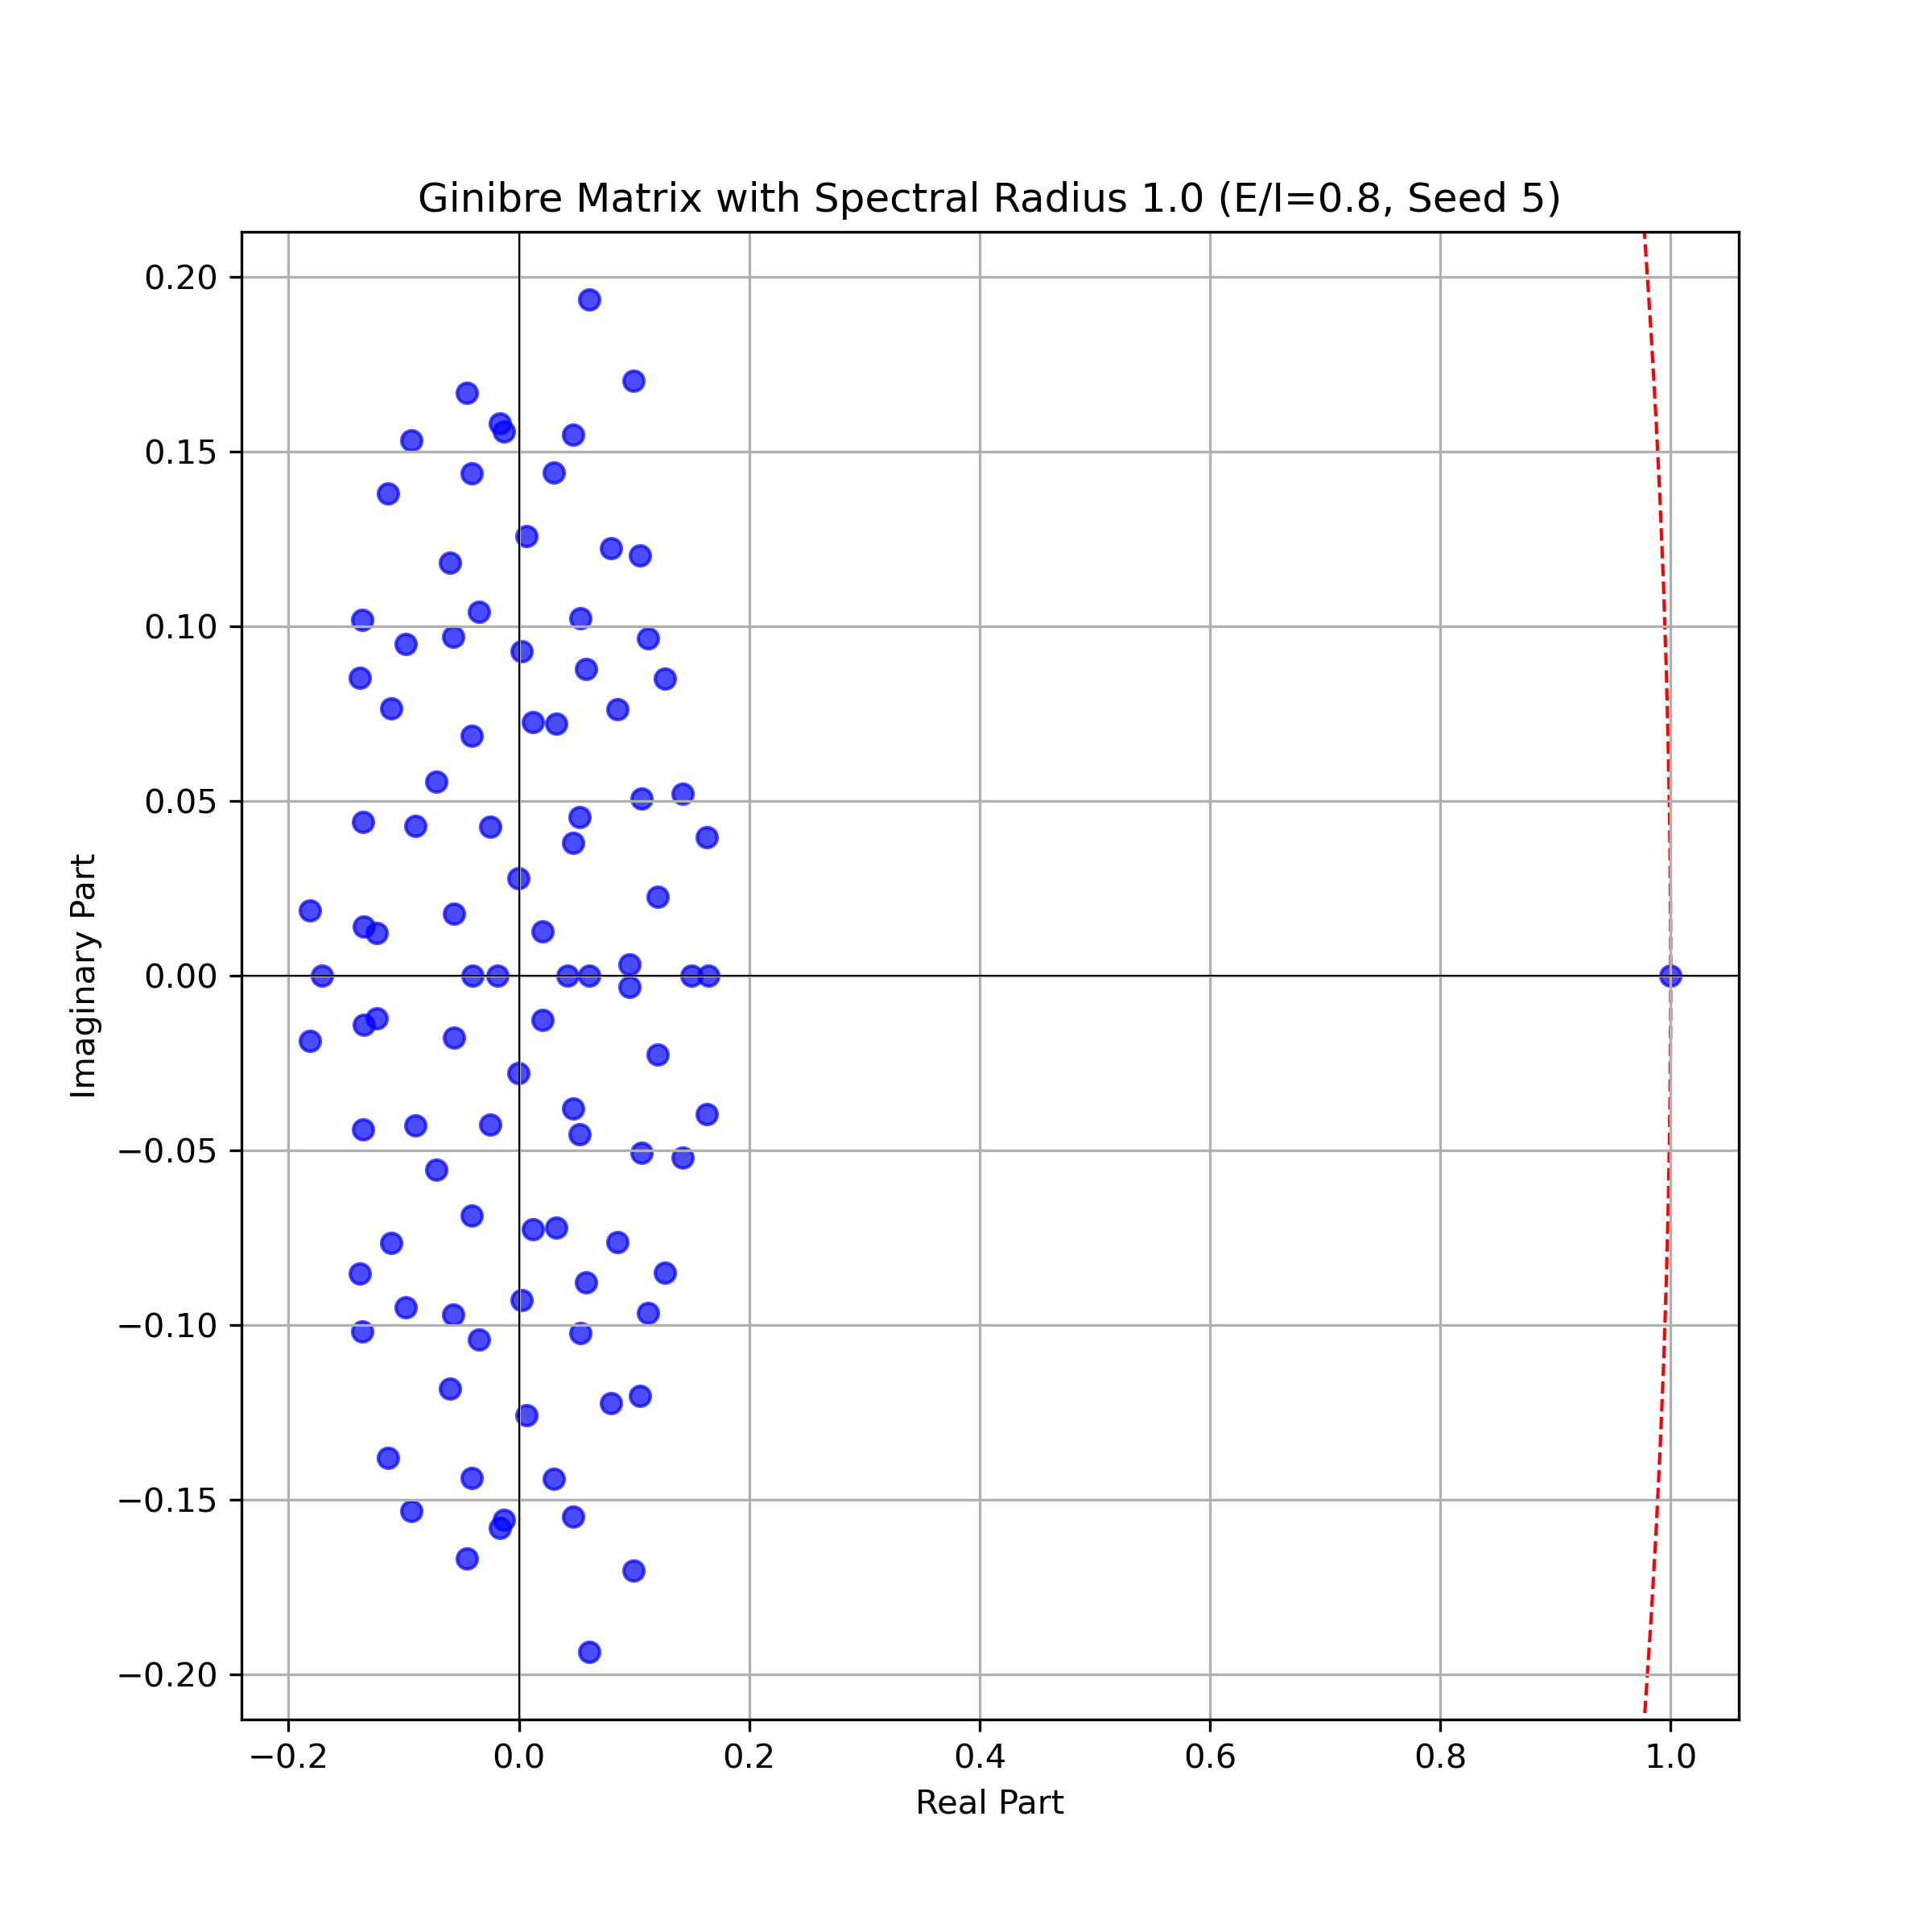 Ginibre Matrix with Spectral Radius 1.0 (E/I=0.8, Seed 5)
0.20
0.15
0.10
0.05
0.00
−0.05
−0.10
−0.15
−0.20
Imaginary Part
−0.2 0.0 0.2 0.4 0.6 0.8 1.0
Real Part